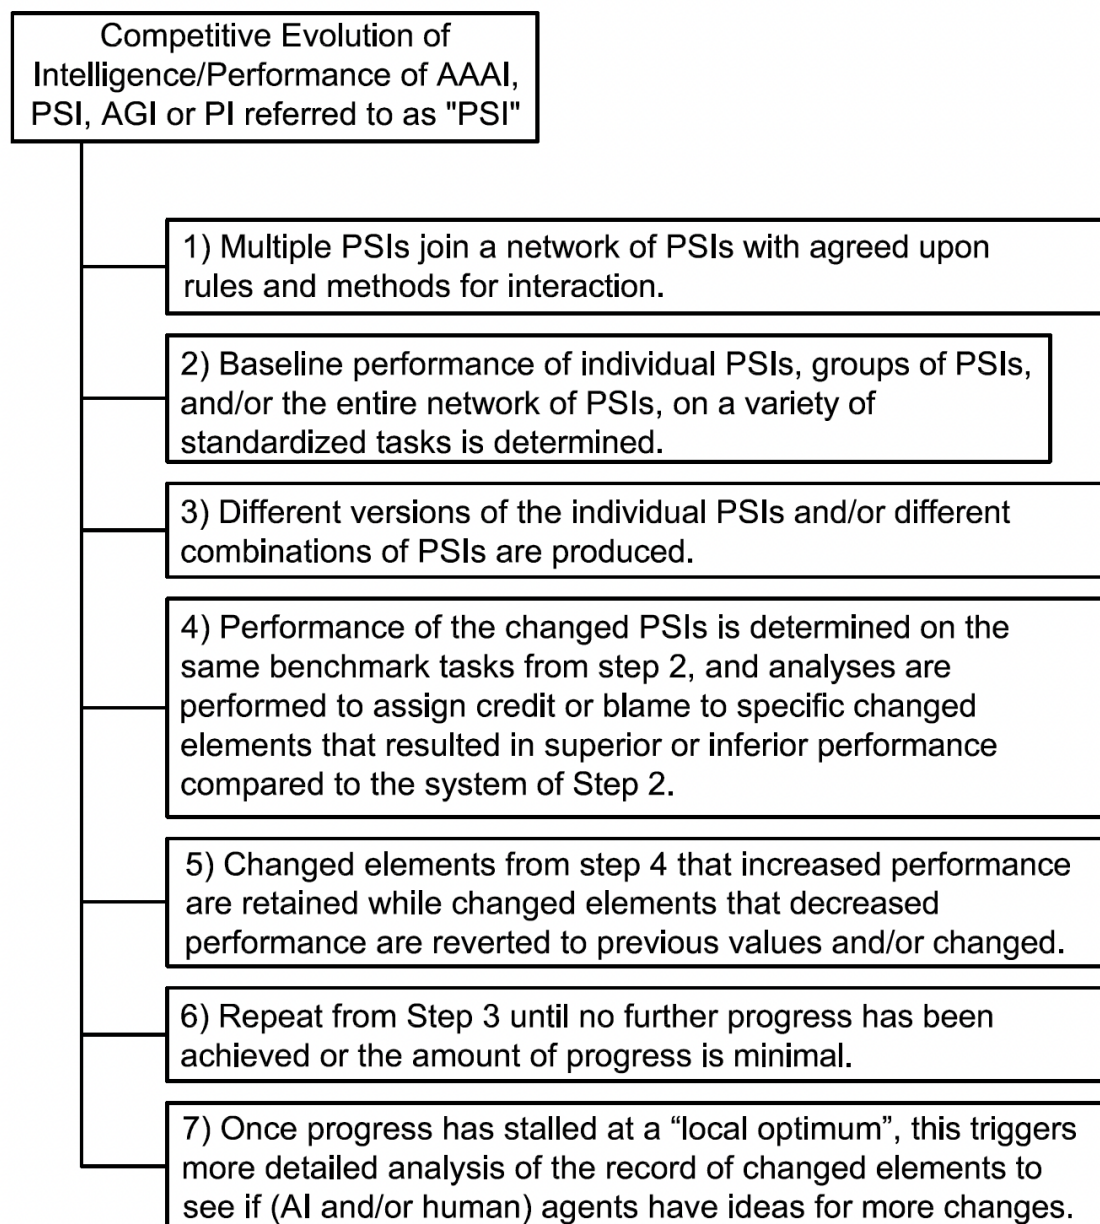 Competitive Evolution of
Intelligence/Performance of AAAI,
PSI, AGI or PI referred to as "PSI"
1) Multiple PSIs join a network of PSIs with agreed upon
rules and methods for interaction.
2) Baseline performance of individual PSIs, groups of PSIs,
and/or the entire network of PSIs, on a variety of
standardized tasks is determined.
3) Different versions of the individual PSIs and/or different
combinations of PSIs are produced.
4) Performance of the changed PSIs is determined on the
same benchmark tasks from step 2, and analyses are
performed to assign credit or blame to specific changed
elements that resulted in superior or inferior performance
compared to the system of Step 2.
5) Changed elements from step 4 that increased performance
are retained while changed elements that decreased
performance are reverted to previous values and/or changed.
6) Repeat from Step 3 until no further progress has been
achieved or the amount of progress is minimal.
7) Once progress has stalled at a “local optimum”, this triggers
more detailed analysis of the record of changed elements to
see if (AI and/or human) agents have ideas for more changes.